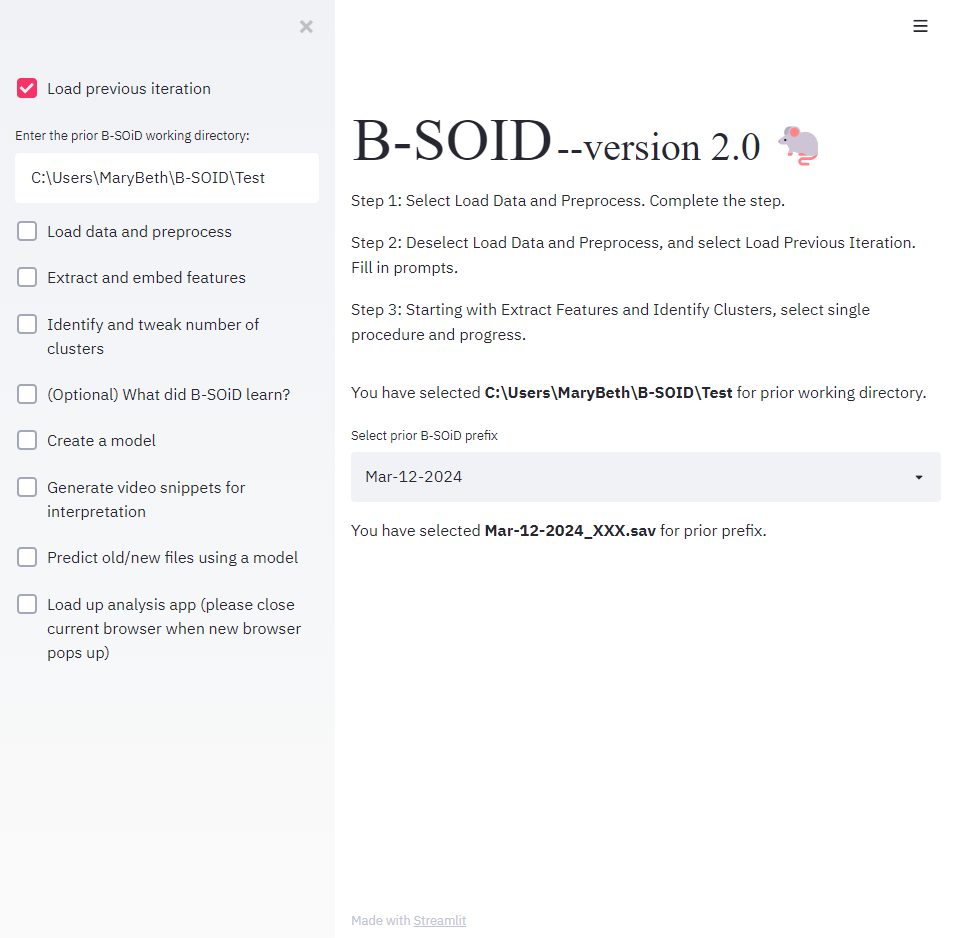 Load previous iteration
Enter the prior B-SOiD working directory:
C:\Users\MaryBeth\B-SOID\Test
Load data and preprocess
Extract and embed features
Identify and tweak number of
clusters
(Optional) What did B-SOiD learn?
Create a model
Generate video snippets for
interpretation
Predict old/new files using a model
Load up analysis app (please close
current browser when new browser
pops up)
B-SOID --version 2.0
Step 1: Select Load Data and Preprocess. Complete the step.
Step 2: Deselect Load Data and Preprocess, and select Load Previous Iteration.
Fill in prompts.
Step 3: Starting with Extract Features and Identify Clusters, select single
procedure and progress.
You have selected C:\Users\MaryBeth\B-SOID\Test for prior working directory.
Select prior B-SOiD prefix
Mar-12-2024
You have selected Mar-12-2024_XXX.sav for prior prefix.
Made with Streamlit